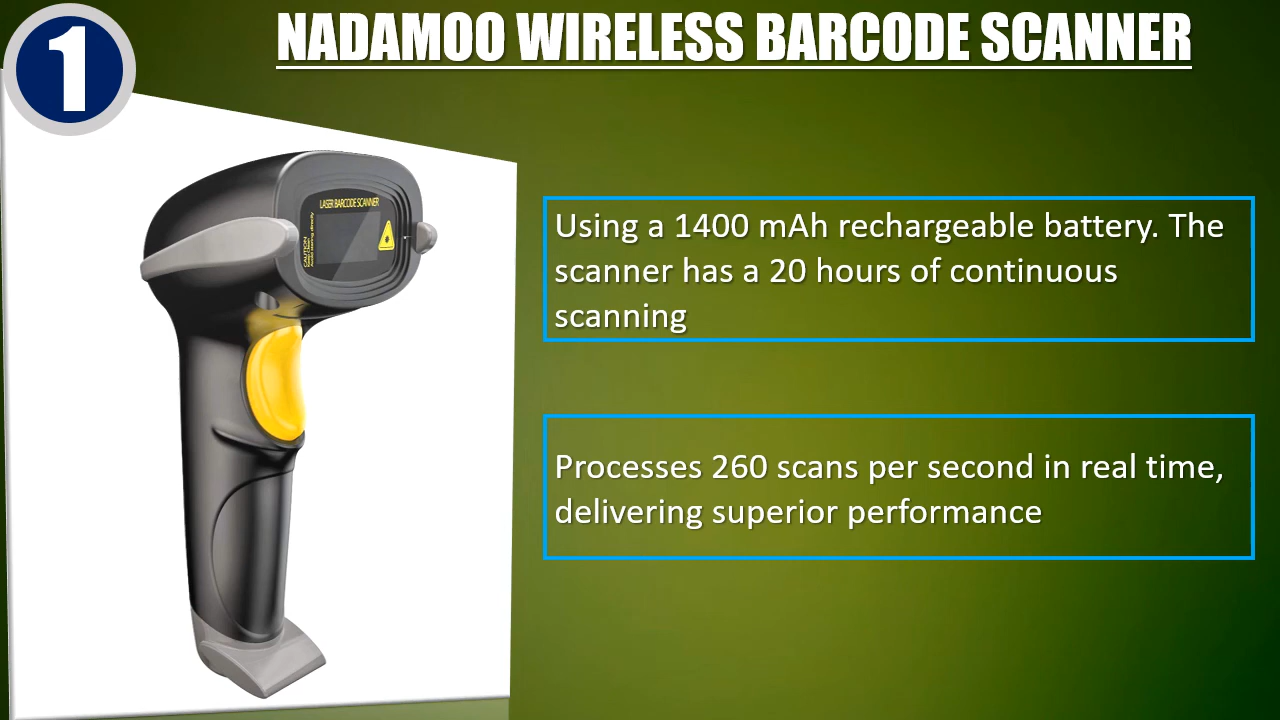 1
NADAMOO WIRELESS BARCODE SCANNER
LASER BARCODE SCANNER
CAUTION
Using a 1400 mAh rechargeable battery. The
scanner has a 20 hours of continuous
scanning
Processes 260 scans per second in real time,
delivering superior performance